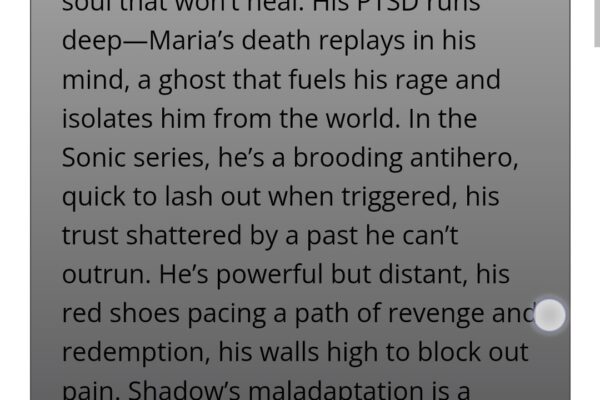 soul that won't heal. His PTSD runs
deep—Maria’s death replays in his
mind, a ghost that fuels his rage and
isolates him from the world. In the
Sonic series, he’s a brooding antihero,
quick to lash out when triggered, his
trust shattered by a past he can’t
outrun. He’s powerful but distant, his
red shoes pacing a path of revenge and
redemption, his walls high to block out
pain. Shadow’s maladaptation is a